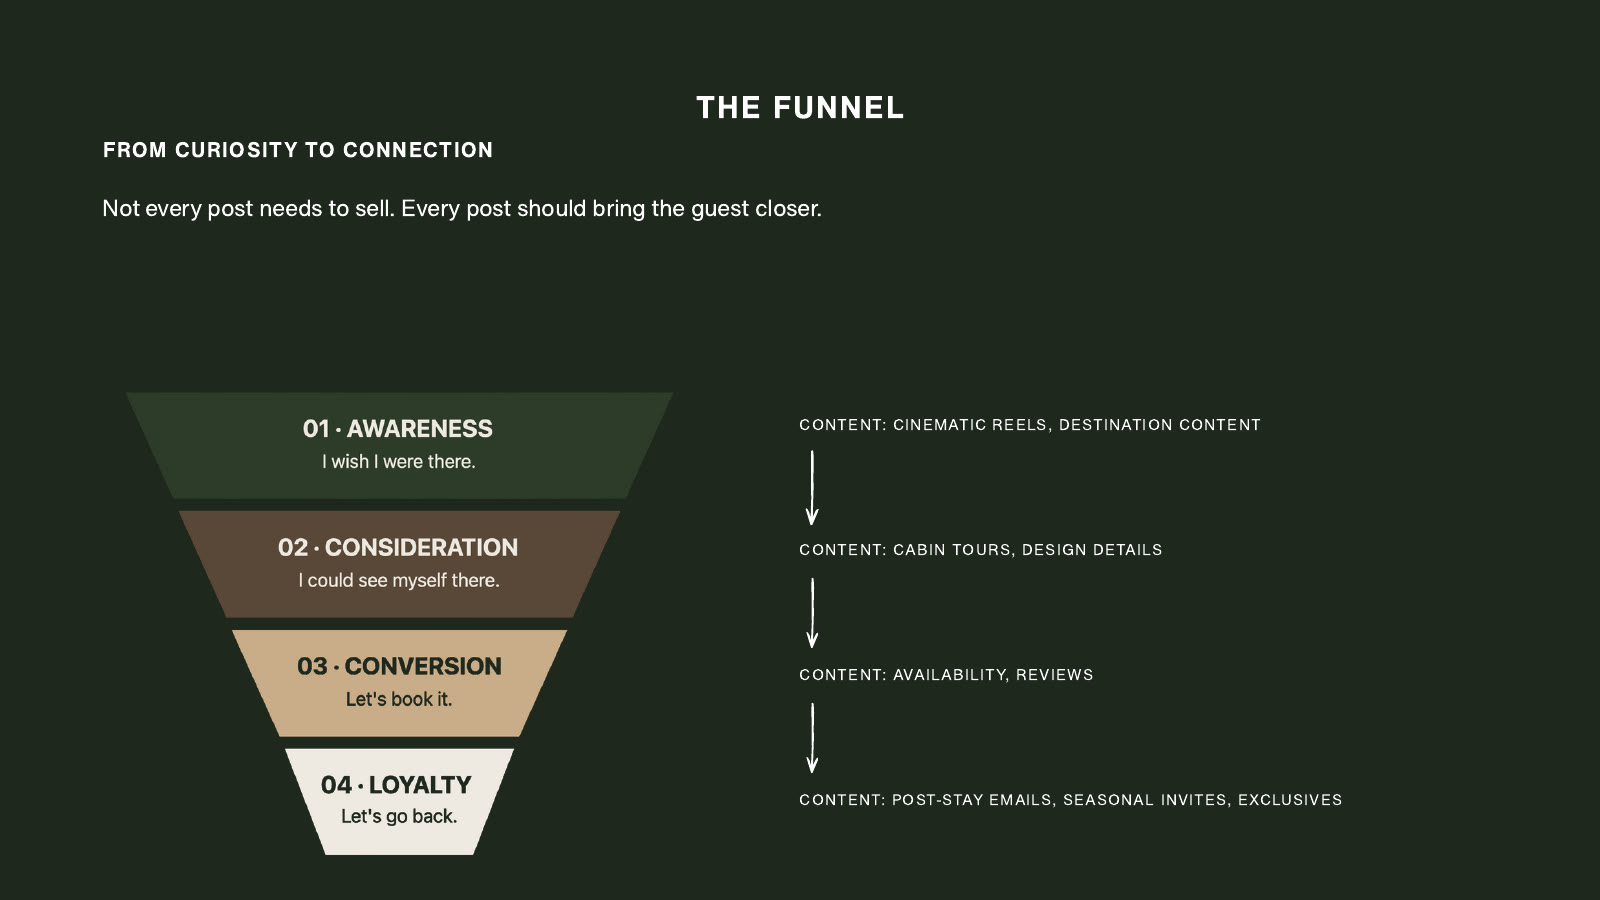 THE FUNNEL
FROM CURIOSITY TO CONNECTION
Not every post needs to sell. Every post should bring the guest closer.
01 · AWARENESS
I wish I were there.
CONTENT: CINEMATIC REELS, DESTINATION CONTENT
02 · CONSIDERATION
I could see myself there.
CONTENT: CABIN TOURS, DESIGN DETAILS
03 · CONVERSION
Let's book it.
CONTENT: AVAILABILITY, REVIEWS
04 · LOYALTY
Let's go back.
CONTENT: POST-STAY EMAILS, SEASONAL INVITES, EXCLUSIVES